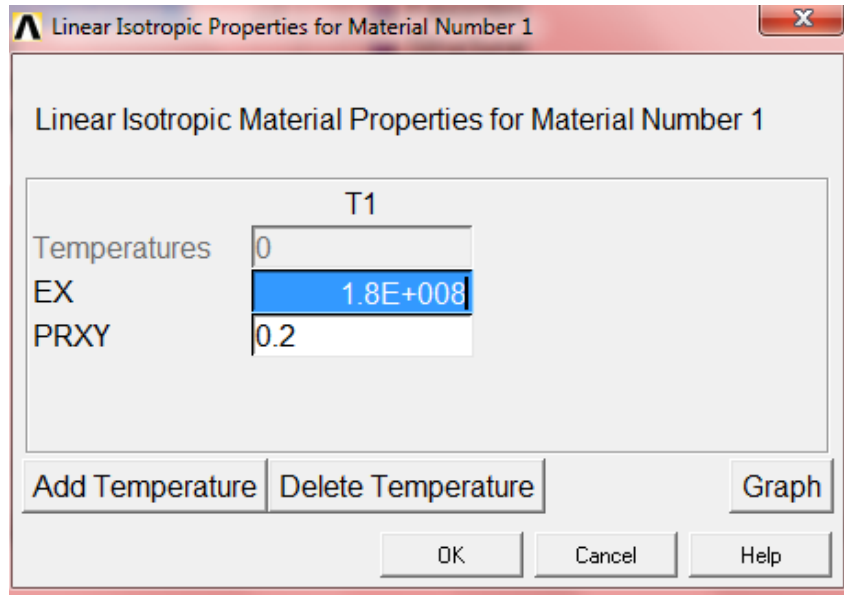 Linear Isotropic Properties for Material Number 1
Linear Isotropic Material Properties for Material Number 1
T1
Temperatures 0
EX 1.8E+008
PRXY 0.2
Add Temperature Delete Temperature Graph
OK Cancel Help